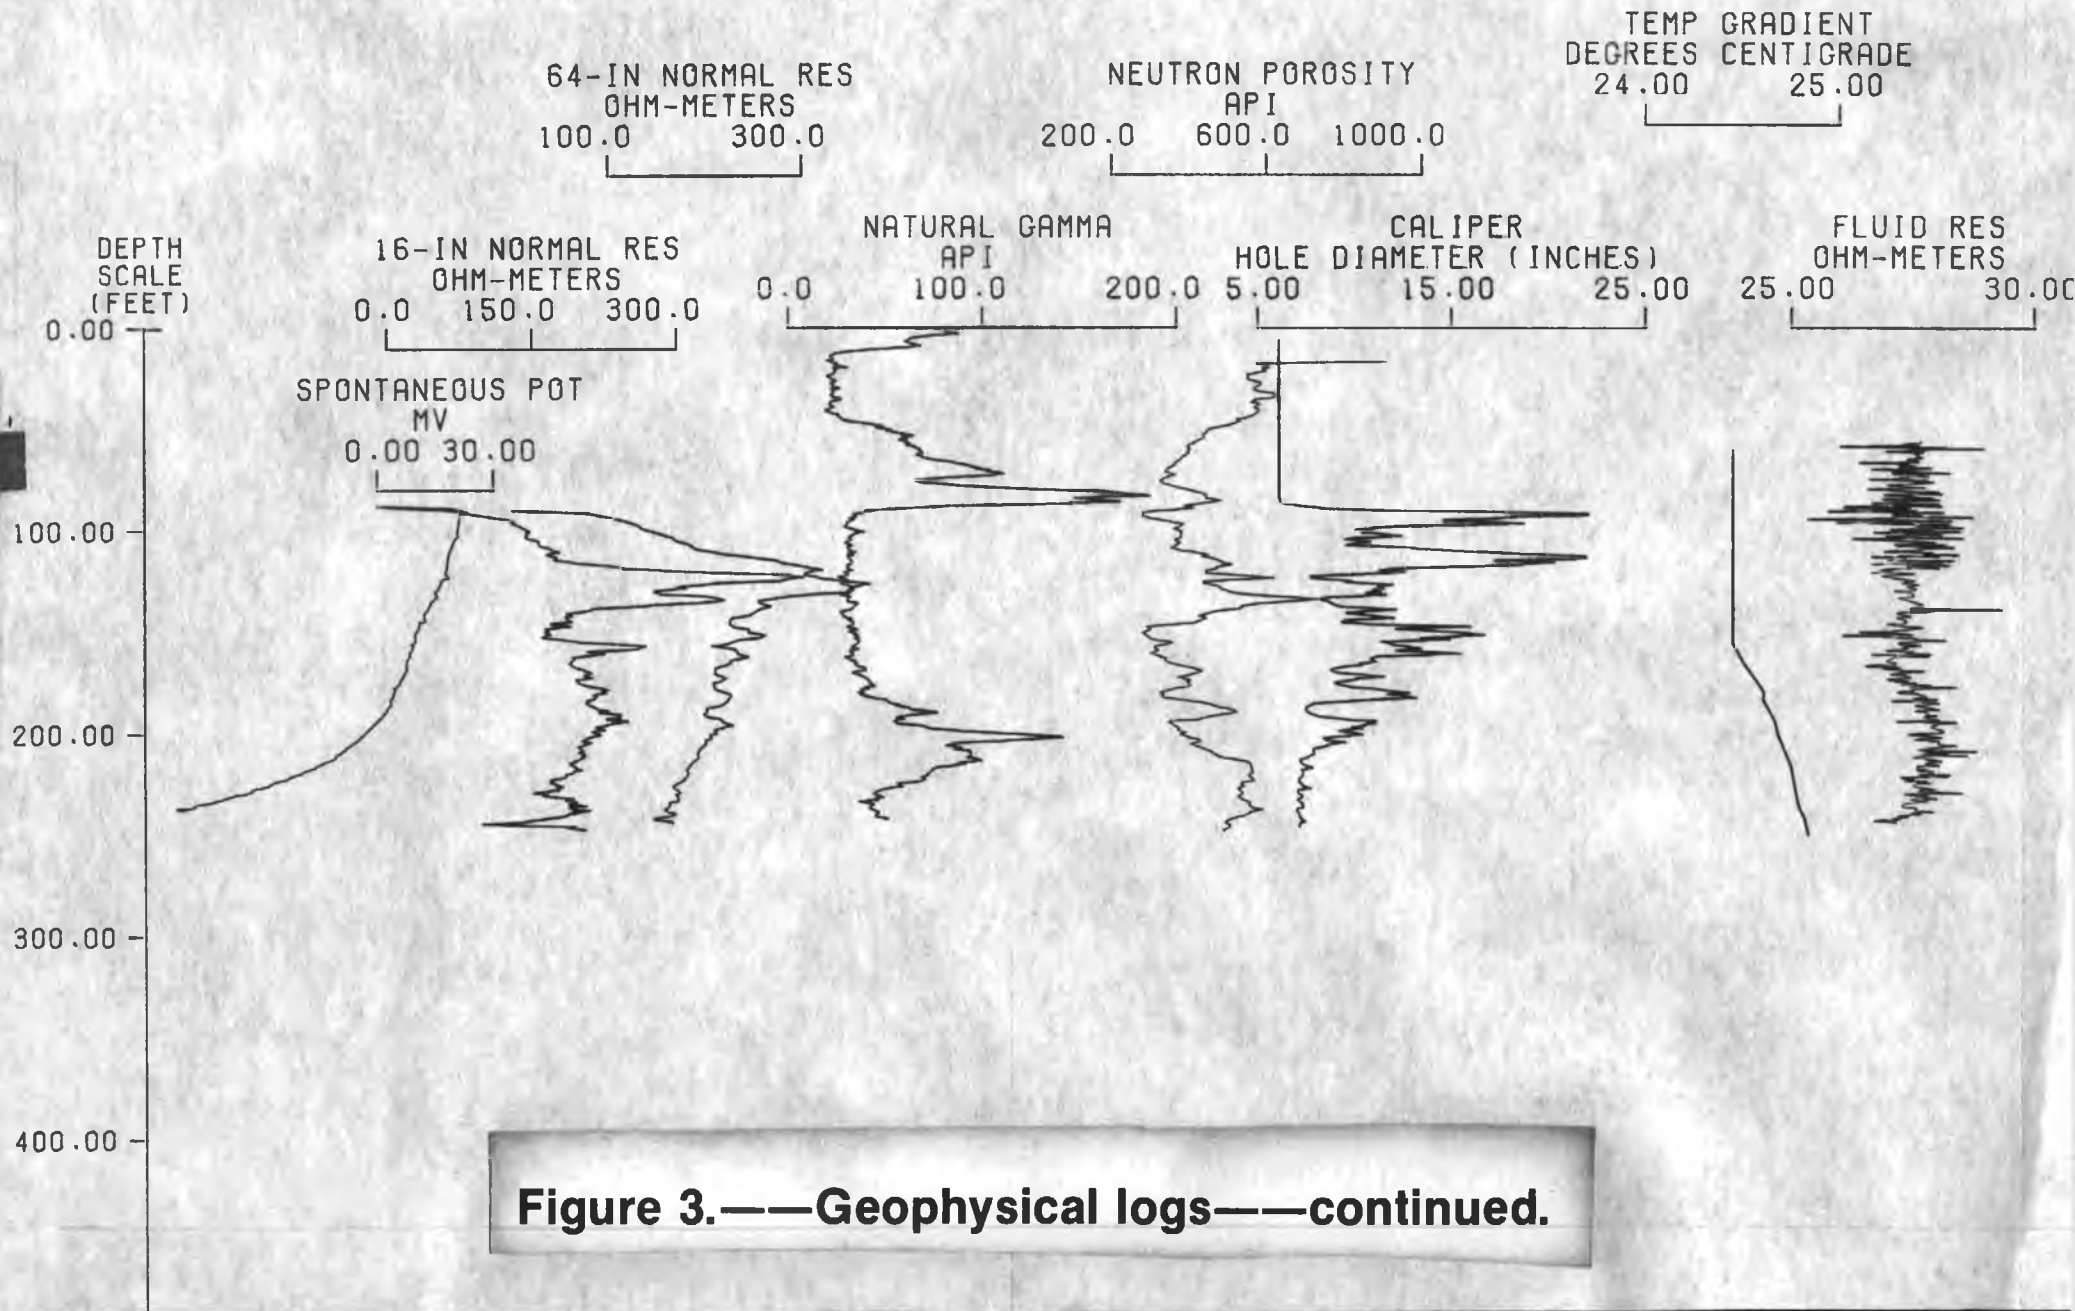 TEMP GRADIENT
DEGREES CENTIGRADE
24.00 25.00
64-IN NORMAL RES
OHM-METERS
100.0 300.0
NEUTRON POROSITY
API
200.0 600.0 1000.0
DEPTH
SCALE
(FEET)
16-IN NORMAL RES
OHM-METERS
0.0 150.0 300.0
NATURAL GAMMA
API
0.0 100.0 200.0
CALIPER
HOLE DIAMETER (INCHES)
5.00 15.00 25.00
FLUID RES
OHM-METERS
25.00 30.00
SPONTANEOUS POT
MV
0.00 30.00
0.00
100.00
200.00
300.00
400.00
Figure 3.——Geophysical logs——continued.